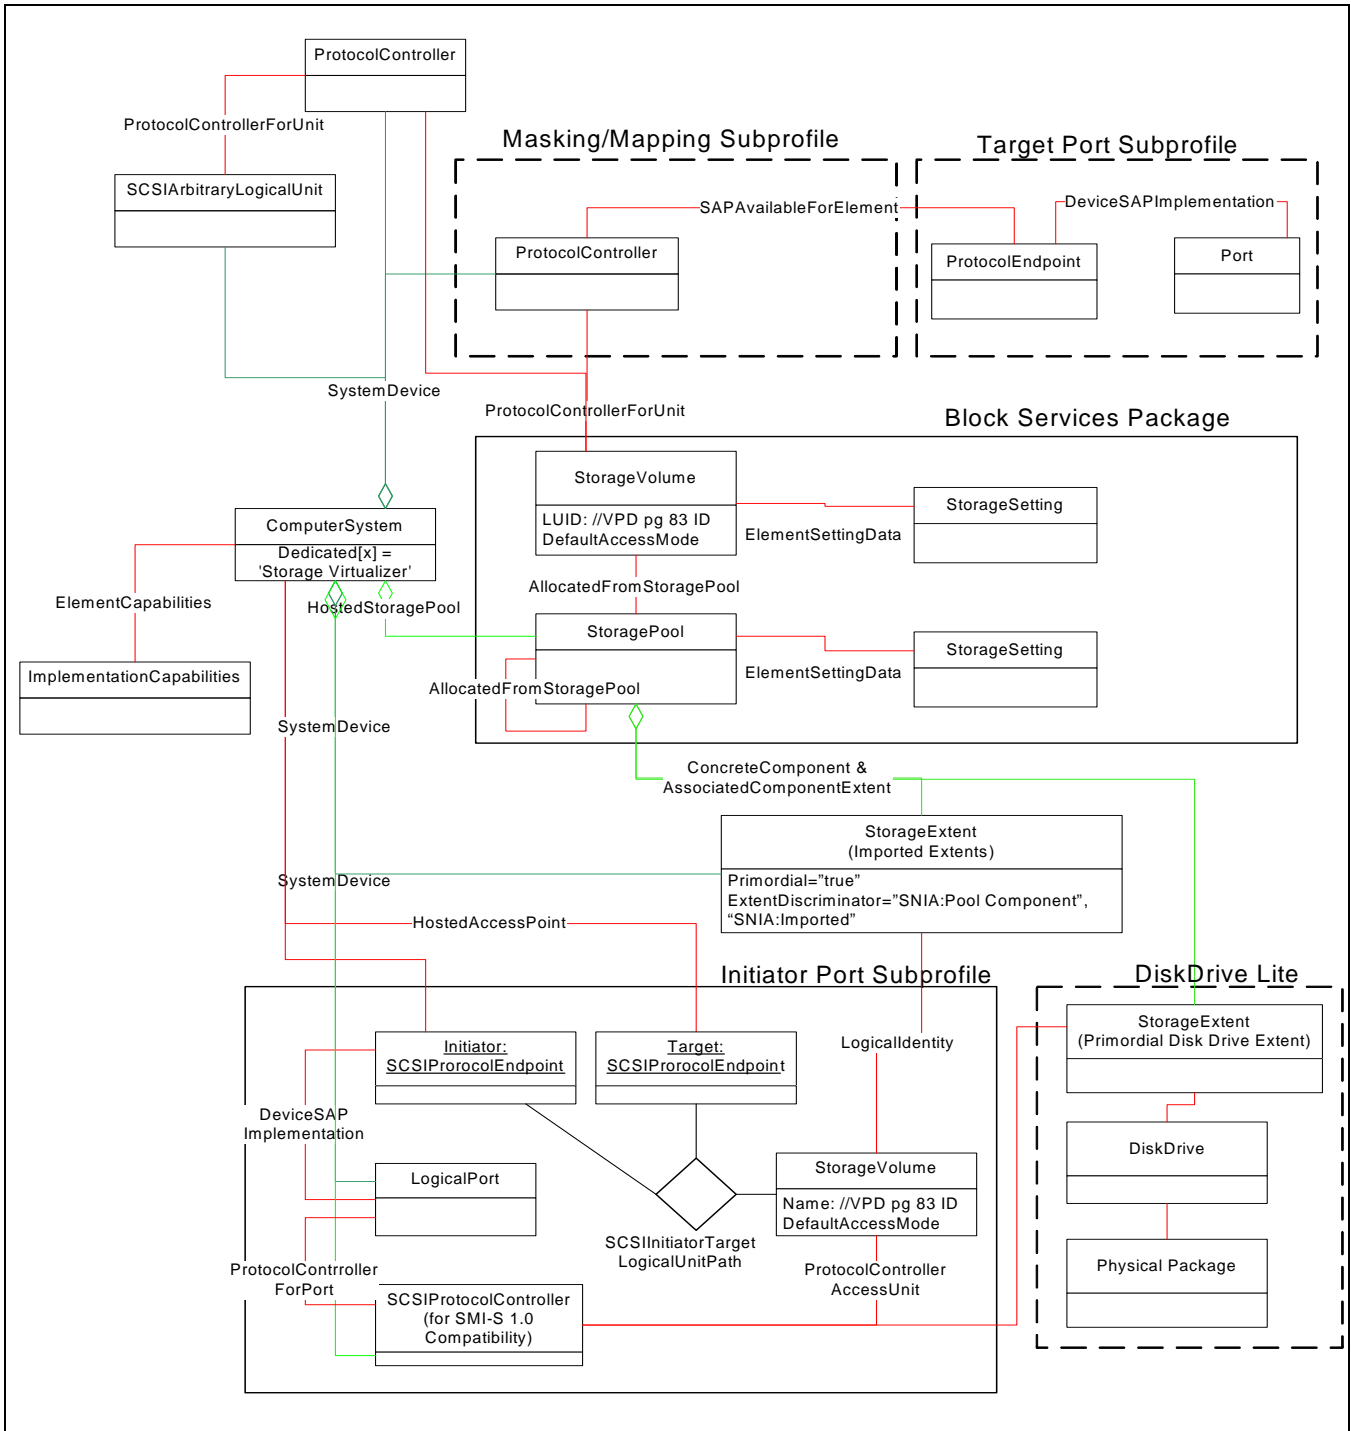 ProtocolController
ProtocolControllerForUnit
SCSIArbitraryLogicalUnit
Masking/Mapping Subprofile
Target Port Subprofile
SAPAvailableForElement
DeviceSAPImplementation
ProtocolController
ProtocolEndpoint
Port
SystemDevice
ProtocolControllerForUnit
Block Services Package
StorageVolume
LUID: //VPD pg 83 ID
DefaultAccessMode
StorageSetting
ElementSettingData
ComputerSystem
Dedicated[x] =
'Storage Virtualizer'
AllocatedFromStoragePool
ElementCapabilities
HostedStoragePool
StoragePool
StorageSetting
ElementSettingData
ImplementationCapabilities
AllocatedFromStoragePool
SystemDevice
ConcreteComponent &
AssociatedComponentExtent
StorageExtent
(Imported Extents)
Primordial="true"
ExtentDiscriminator=”SNIA:Pool Component”,
“SNIA:Imported”
SystemDevice
HostedAccessPoint
Initiator Port Subprofile
DiskDrive Lite
Initiator:
SCSIProrocolEndpoint
Target:
SCSIProrocolEndpoint
LogicalIdentity
StorageExtent
(Primordial Disk Drive Extent)
DeviceSAP
Implementation
DiskDrive
LogicalPort
StorageVolume
Name: //VPD pg 83 ID
DefaultAccessMode
SCSIInitiatorTarget
LogicalUnitPath
ProtocolContrroller
ForPort
ProtocolController
AccessUnit
Physical Package
SCSIProtocolController
(for SMI-S 1.0
Compatibility)